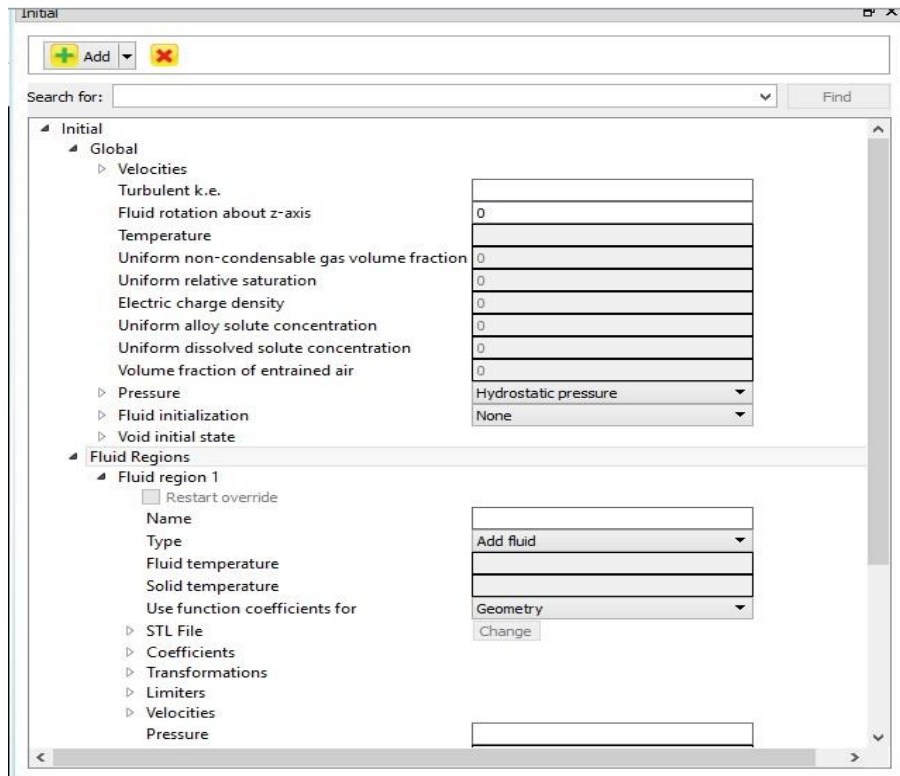 Initial
Add
Search for: Find
Initial
Global
Velocities
Turbulent k.e.
Fluid rotation about z-axis 0
Temperature
Uniform non-condensable gas volume fraction 0
Uniform relative saturation 0
Electric charge density 0
Uniform alloy solute concentration 0
Uniform dissolved solute concentration 0
Volume fraction of entrained air 0
Pressure Hydrostatic pressure
Fluid initialization None
Void initial state
Fluid Regions
Fluid region 1
Restart override
Name
Type Add fluid
Fluid temperature
Solid temperature
Use function coefficients for Geometry
STL File Change
Coefficients
Transformations
Limiters
Velocities
Pressure